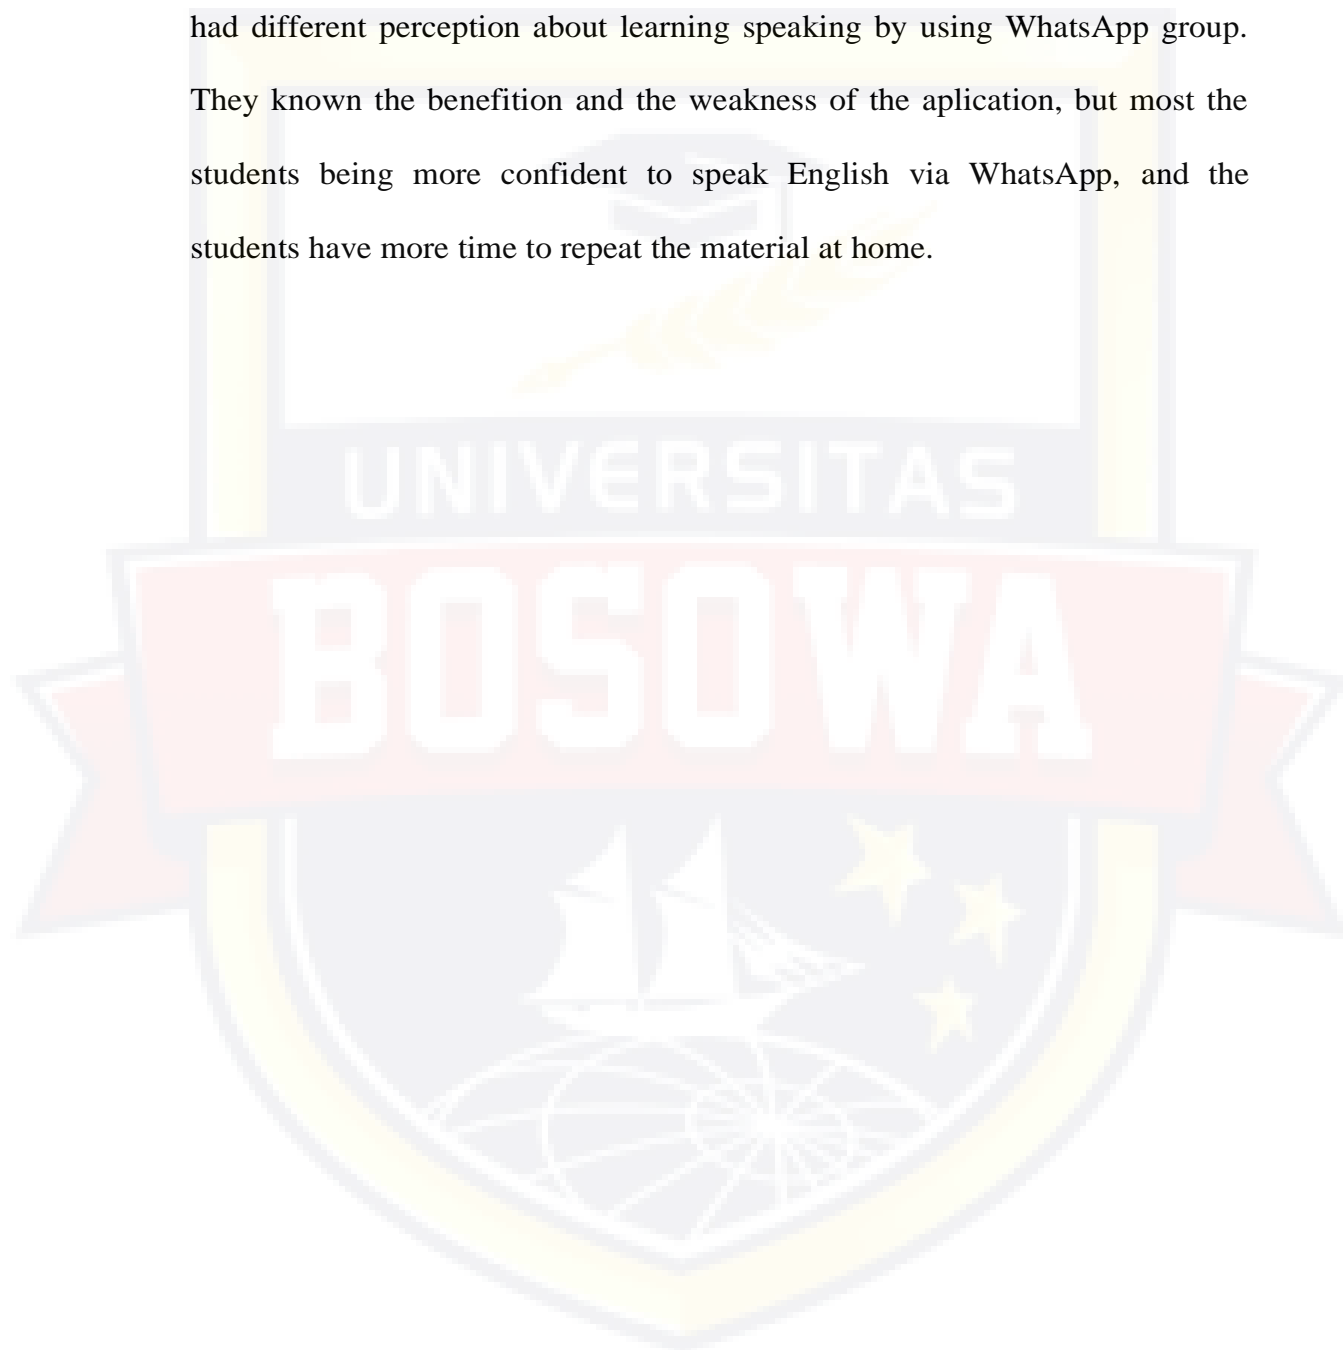 had different perception about learning speaking by using WhatsApp group.
They known the benefition and the weakness of the aplication, but most the
students being more confident to speak English via WhatsApp, and the
students have more time to repeat the material at home.
UNIVERSITAS
BOSOWA